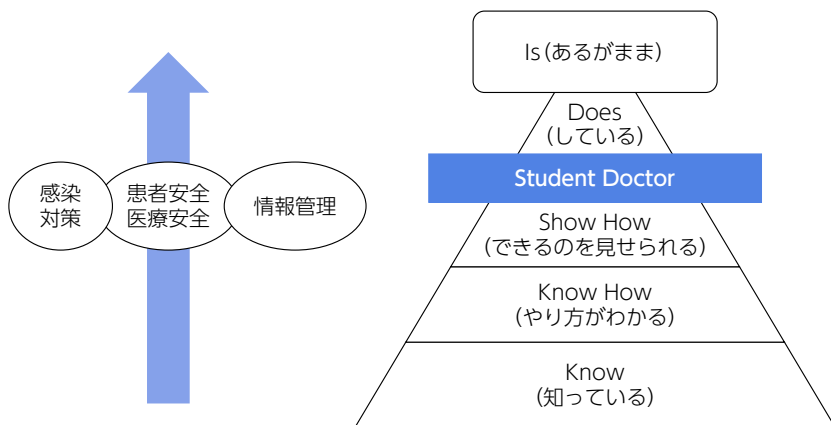 感染
対策
患者安全
医療安全
情報管理
Is(あるがまま)
Does
(している)
Student Doctor
Show How
(できるのを見せられる)
Know How
(やり方がわかる)
Know
(知っている)